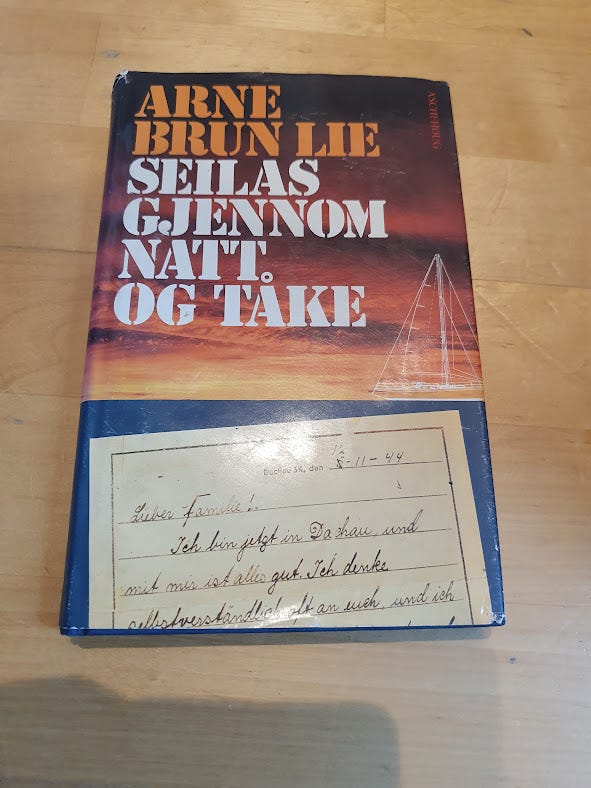 ARNE
BRUN LIE
SEILAS
GJENNOM
NATT
OG TÅKE
ASCHEHOUG
Dachau 3K, den -11-44
Lieber Familie!
Ich bin jetzt in Dachau, und
mit mir ist alles gut. Ich denke
selbstverständlich oft an euch, und ich